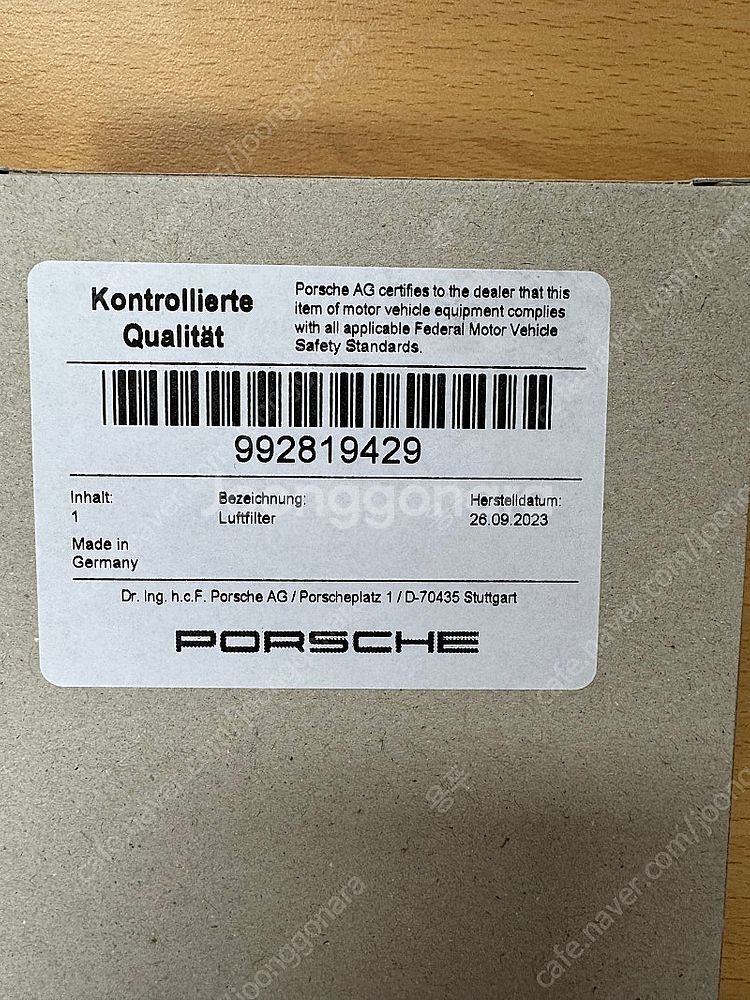 Kontrollierte
Qualität
Porsche AG certifies to the dealer that this
item of motor vehicle equipment complies
with all applicable Federal Motor Vehicle
Safety Standards.
992819429
Inhalt:
1
Bezeichnung:
Luftfilter
Herstelldatum:
26.09.2023
Made in
Germany
Dr. Ing. h.c.F. Porsche AG / Porscheplatz 1 / D-70435 Stuttgart
PORSCHE
joonggonara
cafe.naver.com/joonggonara